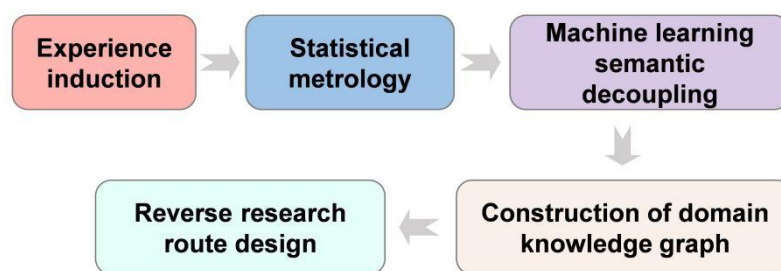 Experience
induction
Statistical
metrology
Machine learning
semantic
decoupling
Construction of domain
knowledge graph
Reverse research
route design